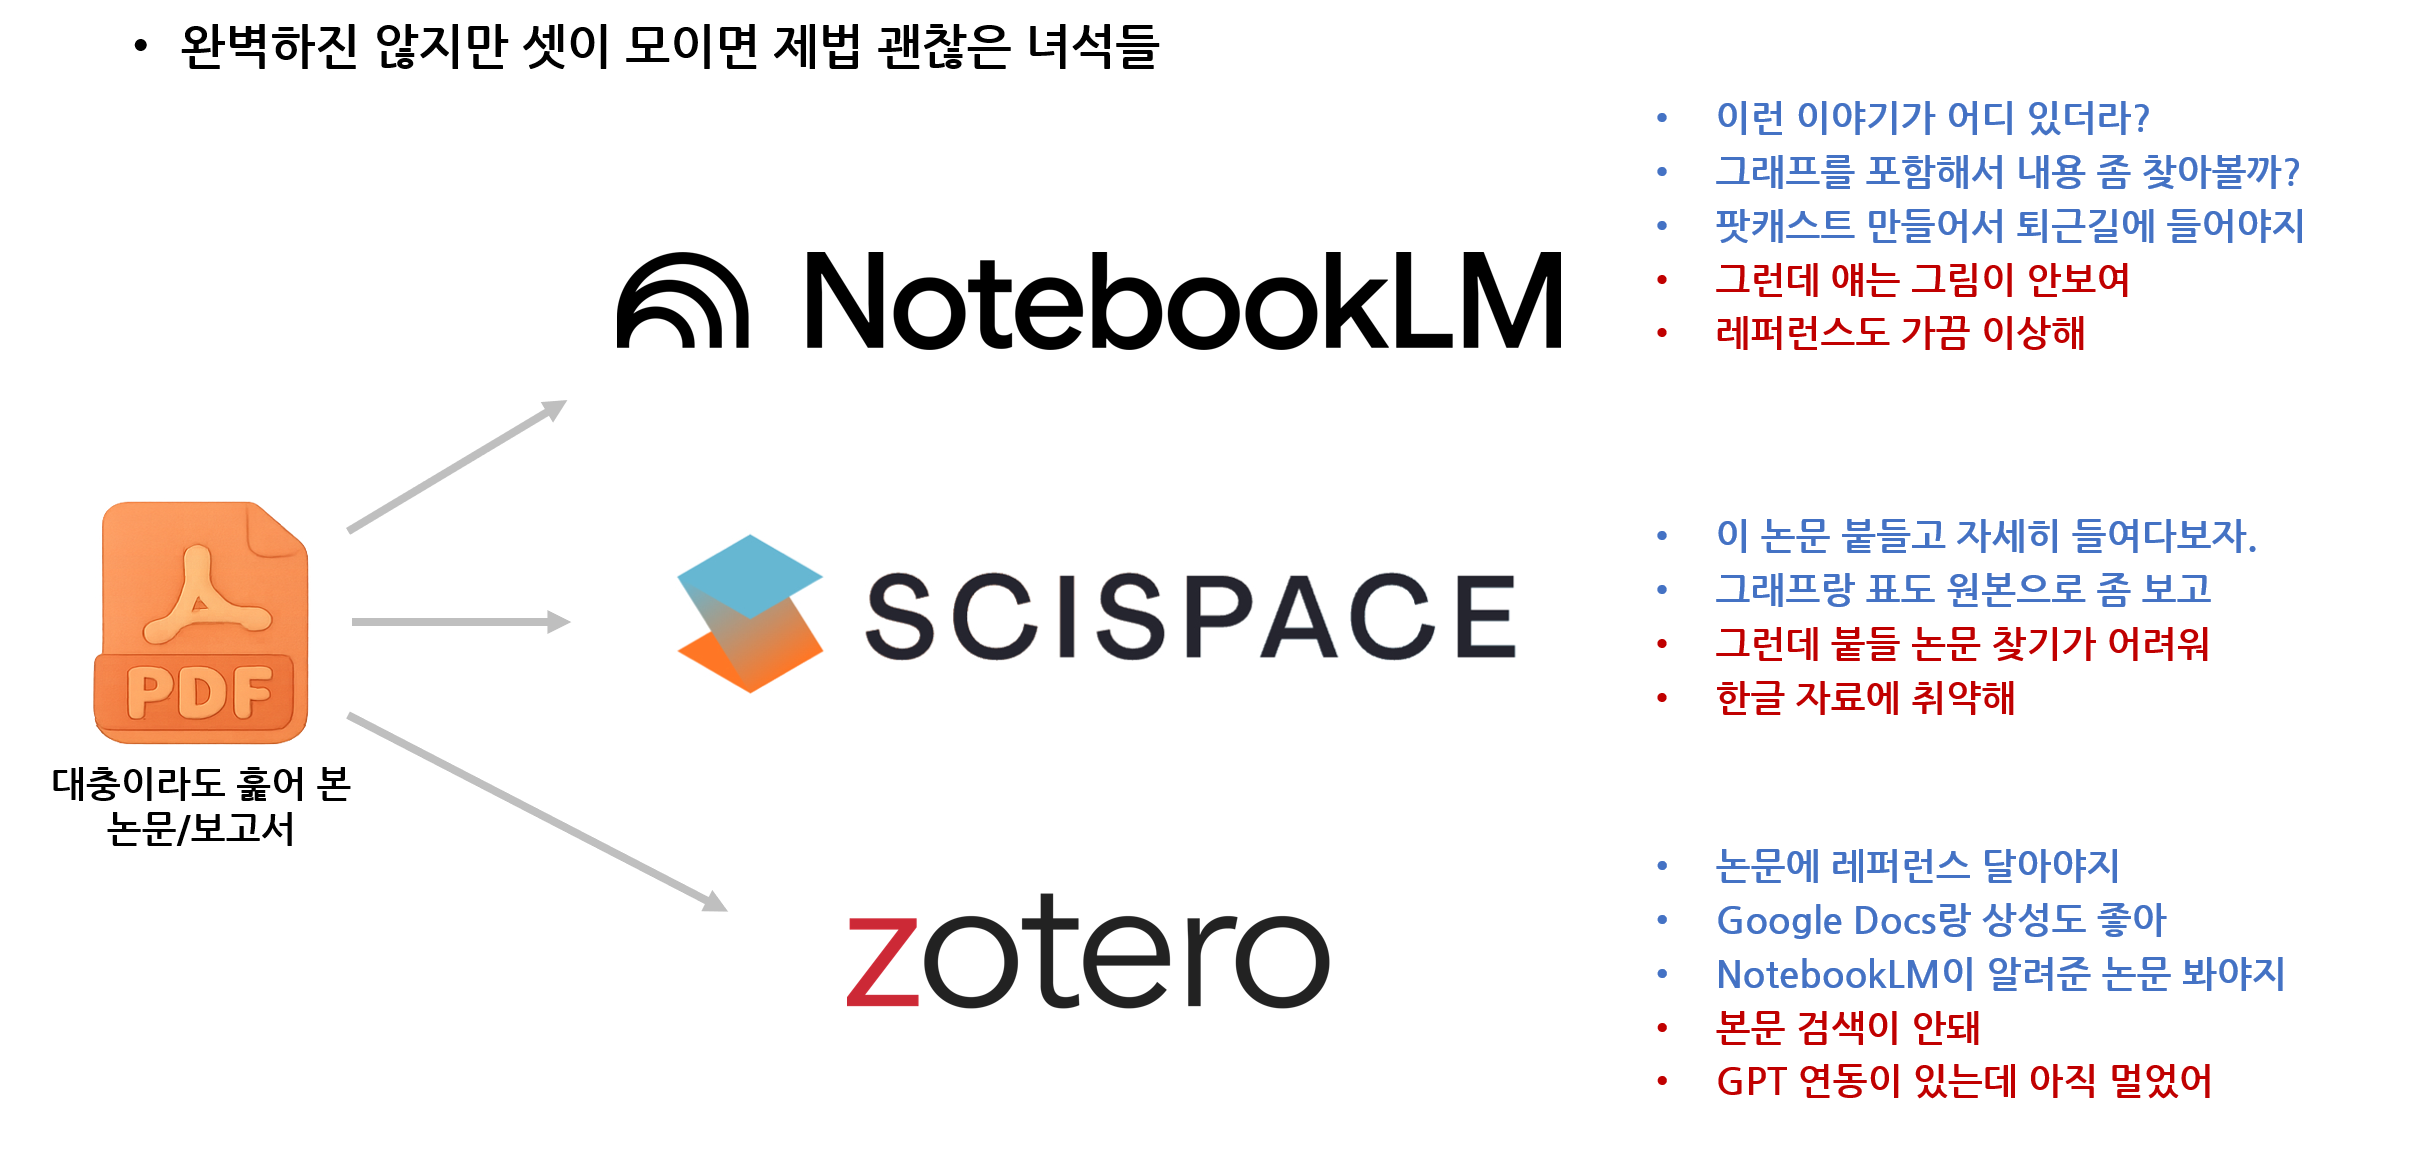 • 완벽하진 않지만 셋이 모이면 제법 괜찮은 녀석들
NotebookLM
• 이런 이야기가 어디 있더라?
• 그래프를 포함해서 내용 좀 찾아볼까?
• 팟캐스트 만들어서 퇴근길에 들어야지
• 그런데 얘는 그림이 안보여
• 레퍼런스도 가끔 이상해
PDF
대충이라도 훑어 본
논문/보고서
SCISPACE
• 이 논문 붙들고 자세히 들여다보자.
• 그래프랑 표도 원본으로 좀 보고
• 그런데 붙들 논문 찾기가 어려워
• 한글 자료에 취약해
zotero
• 논문에 레퍼런스 달아야지
• Google Docs랑 상성도 좋아
• NotebookLM이 알려준 논문 봐야지
• 본문 검색이 안돼
• GPT 연동이 있는데 아직 멀었어